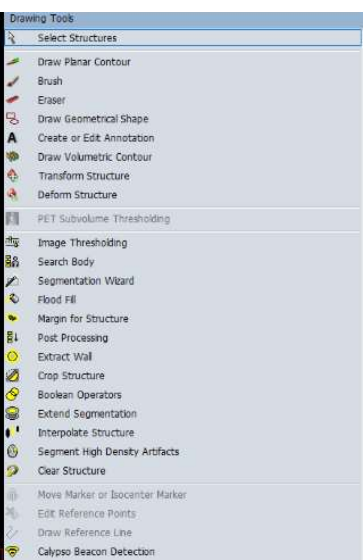 Drawing Tools
Select Structures
Draw Planar Contour
Brush
Eraser
Draw Geometrical Shape
A Create or Edit Annotation
Draw Volumetric Contour
Transform Structure
Deform Structure
PET Subvolume Thresholding
Image Thresholding
Search Body
Segmentation Wizard
Flood Fill
Margin for Structure
Post Processing
Extract Wall
Crop Structure
Boolean Operators
Extend Segmentation
Interpolate Structure
Segment High Density Artifacts
Clear Structure
Move Marker or Isocenter Marker
Edit Reference Points
Draw Reference Line
Calypso Beacon Detection